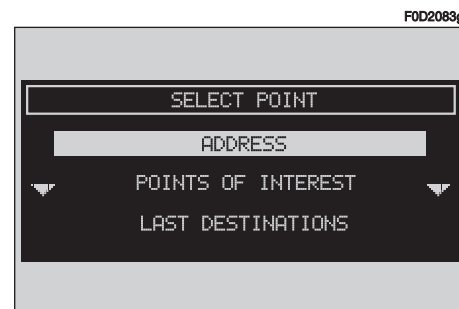 F0D2083g
SELECT POINT
ADDRESS
POINTS OF INTEREST
LAST DESTINATIONS